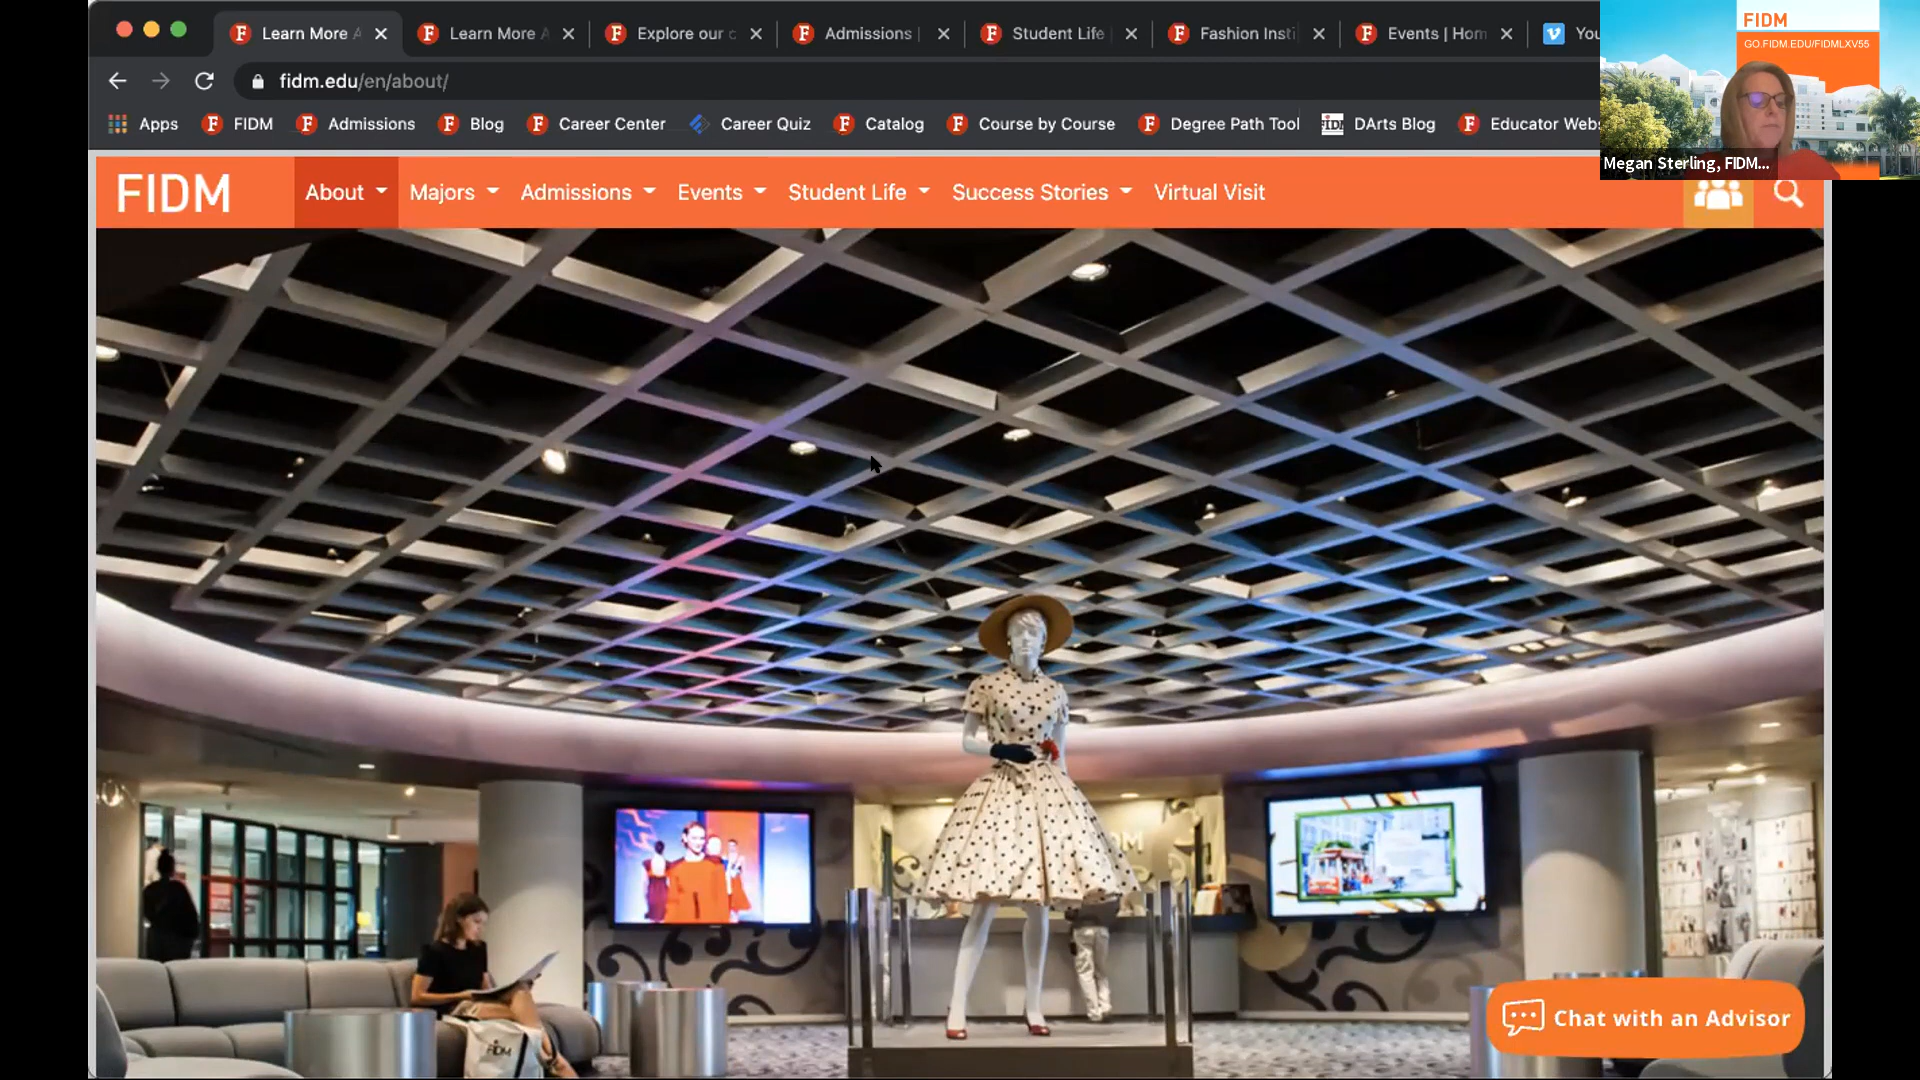 Learn More A
Learn More A
Explore our c
Admissions |
Student Life |
Fashion Insti
Events | Hom
You
fidm.edu/en/about/
Apps
FIDM
Admissions
Blog
Career Center
Career Quiz
Catalog
Course by Course
Degree Path Tool
DArts Blog
Educator Webs
FIDM
GO.FIDM.EDU/FIDMLXV55
Megan Sterling, FIDM...
FIDM
About
Majors
Admissions
Events
Student Life
Success Stories
Virtual Visit
FIDM
Chat with an Advisor